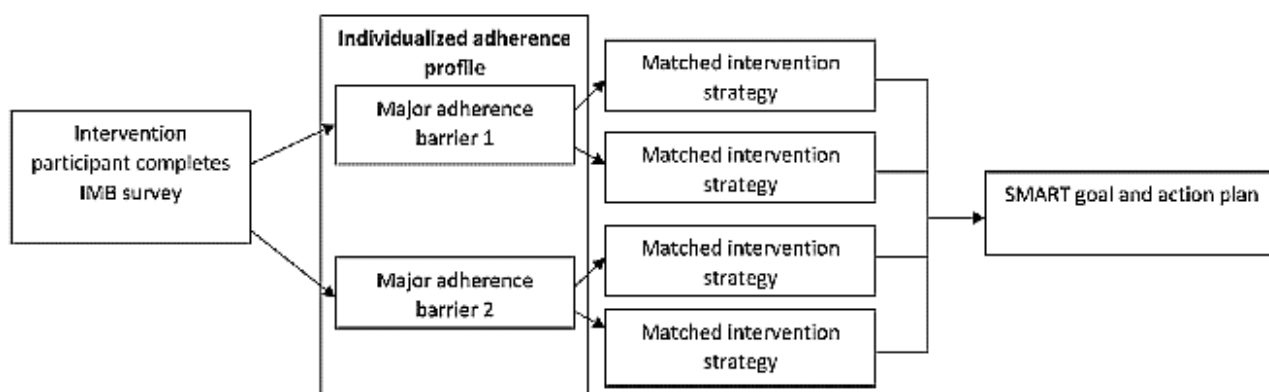 Intervention
participant completes
IMB survey
Individualized adherence
profile
Major adherence
barrier 1
Major adherence
barrier 2
Matched intervention
strategy
Matched intervention
strategy
Matched intervention
strategy
Matched intervention
strategy
SMART goal and action plan